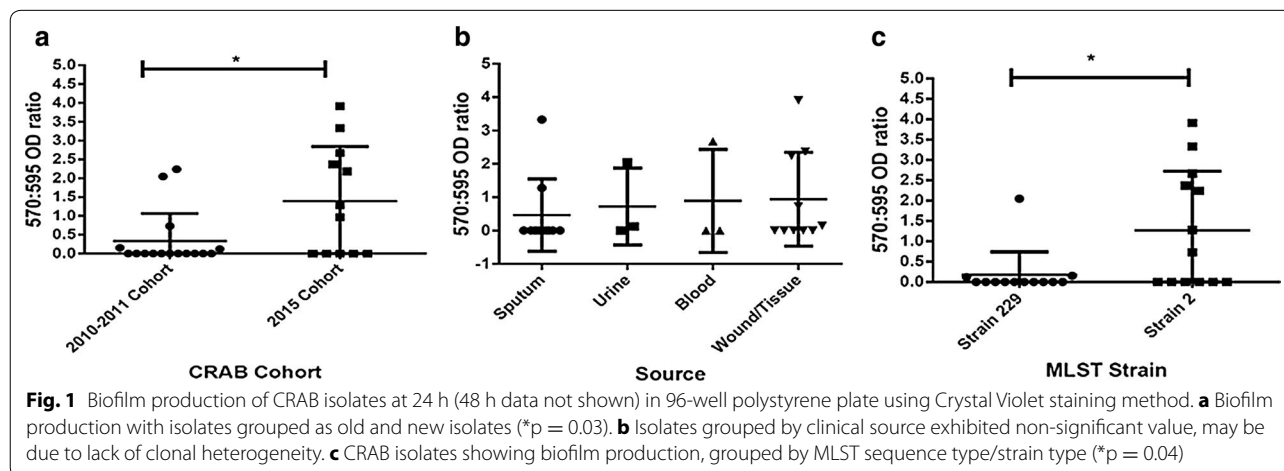 a
*
5.0
4.5
4.0
3.5
3.0
2.5
2.0
1.5
1.0
0.5
0.0
570:595 OD ratio
2010-2011 Cohort
2015 Cohort
CRAB Cohort
b
5
4
3
2
1
0
-1
570:595 OD ratio
Sputum
Urine
Blood
Wound/Tissue
Source
c
*
5.0
4.5
4.0
3.5
3.0
2.5
2.0
1.5
1.0
0.5
0.0
570:595 OD ratio
Strain 229
Strain 2
MLST Strain
Fig. 1 Biofilm production of CRAB isolates at 24 h (48 h data not shown) in 96-well polystyrene plate using Crystal Violet staining method. a Biofilm
production with isolates grouped as old and new isolates (*p = 0.03). b Isolates grouped by clinical source exhibited non-significant value, may be
due to lack of clonal heterogeneity. c CRAB isolates showing biofilm production, grouped by MLST sequence type/strain type (*p = 0.04)